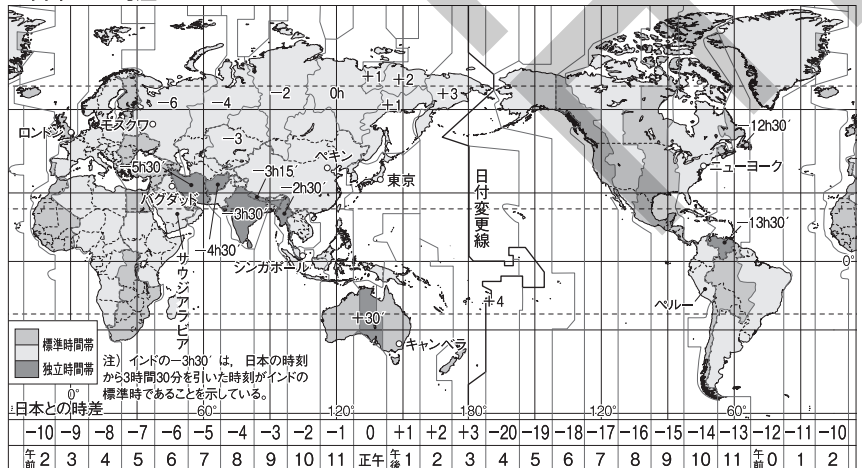 +1
+2
−6
−4
−2
0h
+1
+3
−12h30′
ロンドン
モスクワ
−3
ニューヨーク
ペキン
−5h30′
−3h15′
東京
日付変更線
−2h30′
バグダッド
−3h30′
−13h30′
−4h30
サウジアラビア
シンガポール
0°
+4
ペルー
+30′
キャンベラ
標準時間帯
独立時間帯
注）インドの−3h30′は，日本の時刻
から3時間30分を引いた時刻がインドの
標準時であることを示している。
0°
日本との時差
60°
120°
180°
120°
60°
−10 −9 −8 −7 −6 −5 −4 −3 −2 −1 0 +1 +2 +3 −20 −19 −18 −17 −16 −15 −14 −13 −12 −11 −10
午前2 3 4 5 6 7 8 9 10 11 正午 午後1 2 3 4 5 6 7 8 9 10 11 午前0 1 2